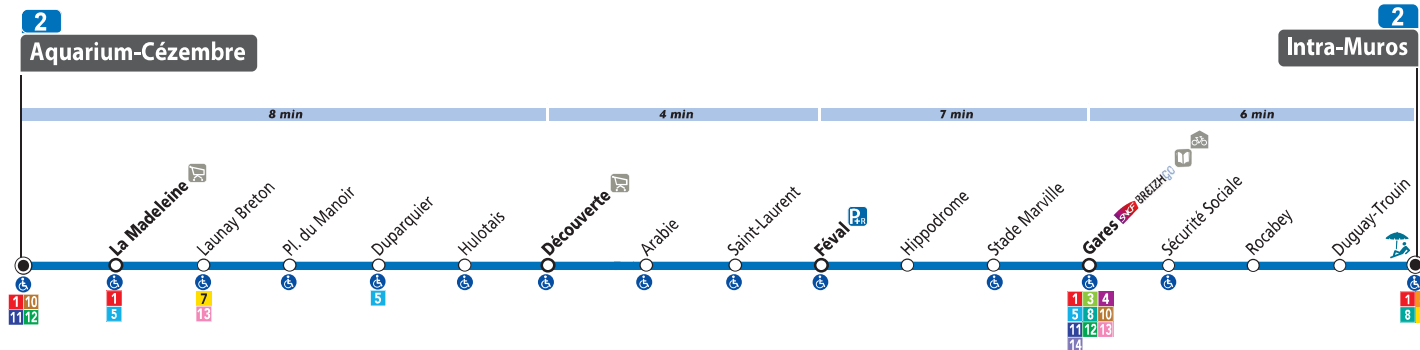 2
Aquarium-Cézembre
2
Intra-Muros
8 min
4 min
7 min
6 min
La Madeleine
Launay Breton
Pl. du Manoir
Duparquier
Hulotais
Découverte
Arabie
Saint-Laurent
Féval
P+R
Hippodrome
Stade Marville
Gares
SNCF
BREIZHGO
Sécurité Sociale
Rocabey
Duguay-Trouin
1 10
11 12
1
5
7
13
5
1 3 4
5 8 10
11 12 13
14
1
8